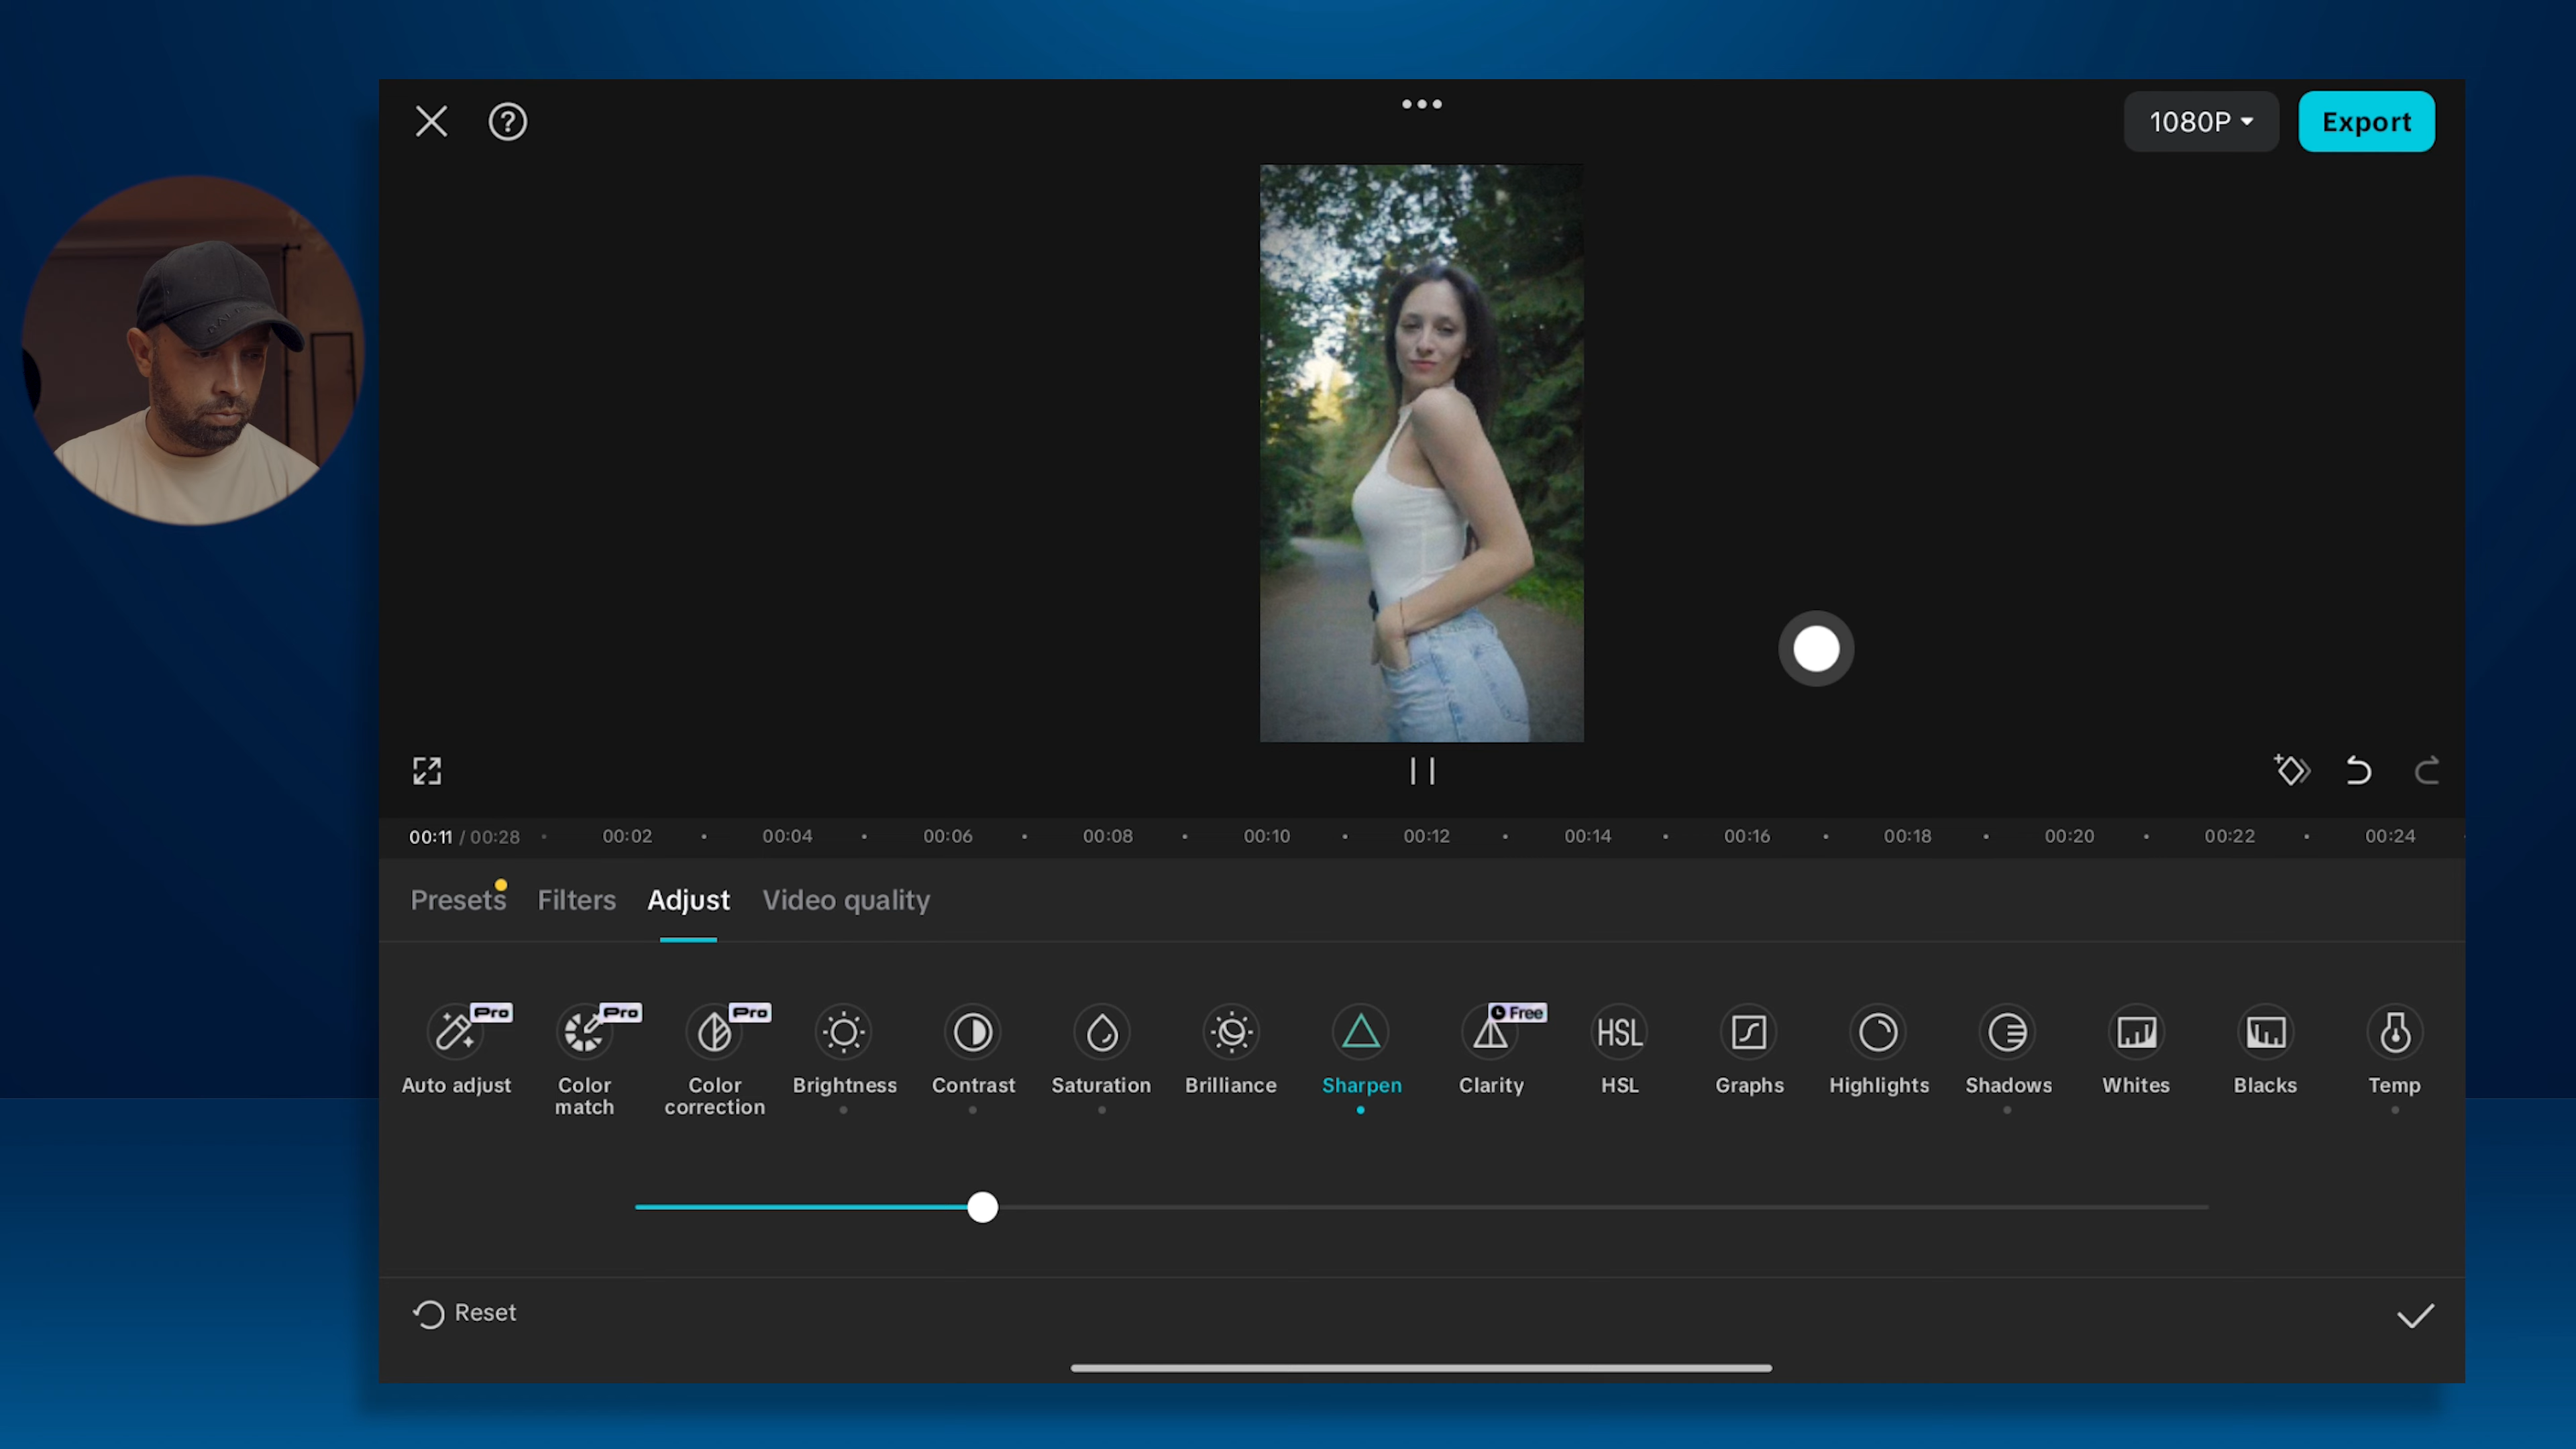 1080P
Export
00:11 / 00:28
00:02
00:04
00:06
00:08
00:10
00:12
00:14
00:16
00:18
00:20
00:22
00:24
Presets
Filters
Adjust
Video quality
Pro
Pro
Pro
Free
HSL
Auto adjust
Color
match
Color
correction
Brightness
Contrast
Saturation
Brilliance
Sharpen
Clarity
HSL
Graphs
Highlights
Shadows
Whites
Blacks
Temp
Reset